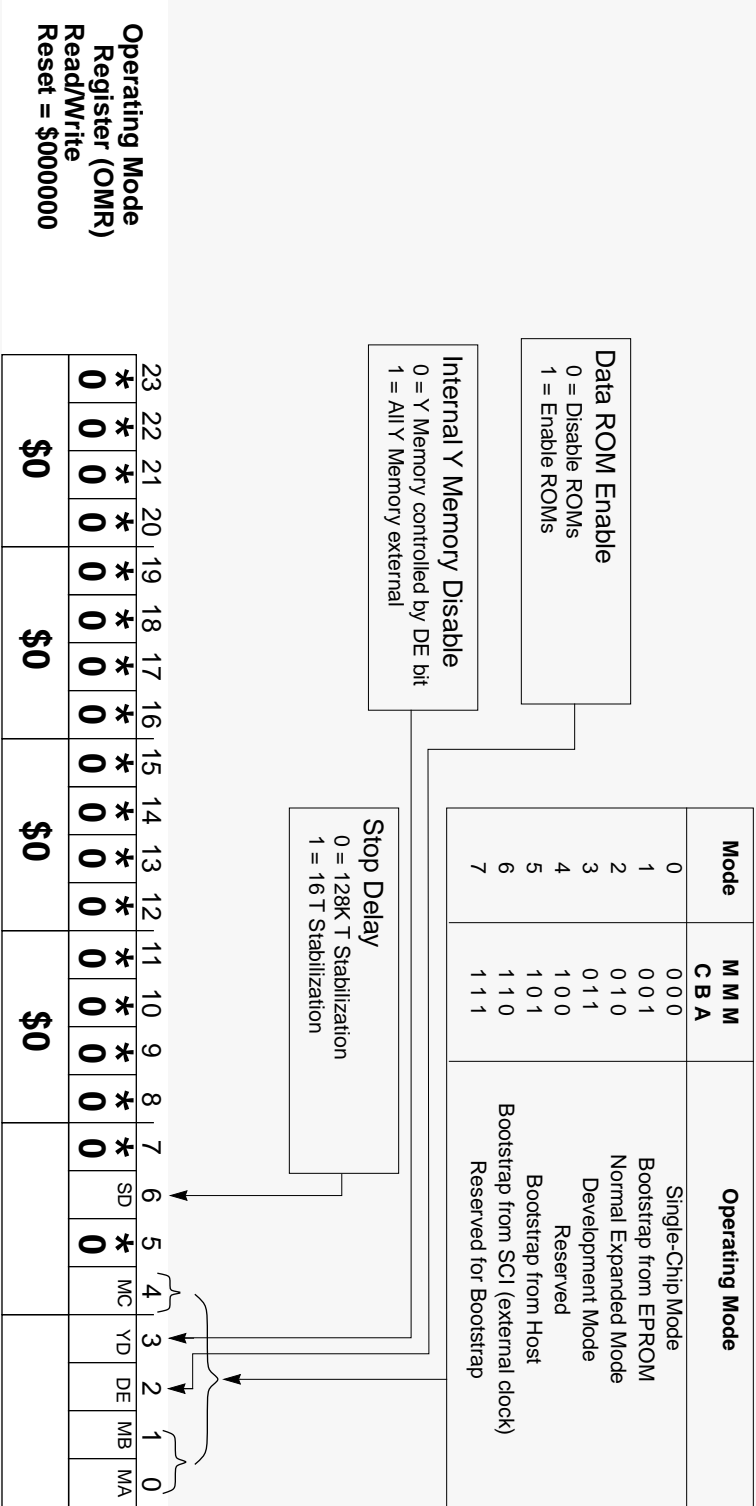 Mode
M M M
C B A
Operating Mode
0 0 0 0 Single-Chip Mode
1 0 0 1 Bootstrap from EPROM
2 0 1 0 Normal Expanded Mode
3 0 1 1 Development Mode
4 1 0 0 Reserved
5 1 0 1 Bootstrap from Host
6 1 1 0 Bootstrap from SCI (external clock)
7 1 1 1 Reserved for Bootstrap
Data ROM Enable
0 = Disable ROMs
1 = Enable ROMs
Internal Y Memory Disable
0 = Y Memory controlled by DE bit
1 = All Y Memory external
Stop Delay
0 = 128K T Stabilization
1 = 16 T Stabilization
Operating Mode
Register (OMR)
Read/Write
Reset = $000000
23 22 21 20 19 18 17 16 15 14 13 12 11 10 9 8 7 6 5 4 3 2 1 0
* * * * * * * * * * * * * * * * * SD * MC YD DE MB MA
0 0 0 0 0 0 0 0 0 0 0 0 0 0 0 0 0 0
$0 $0 $0 $0